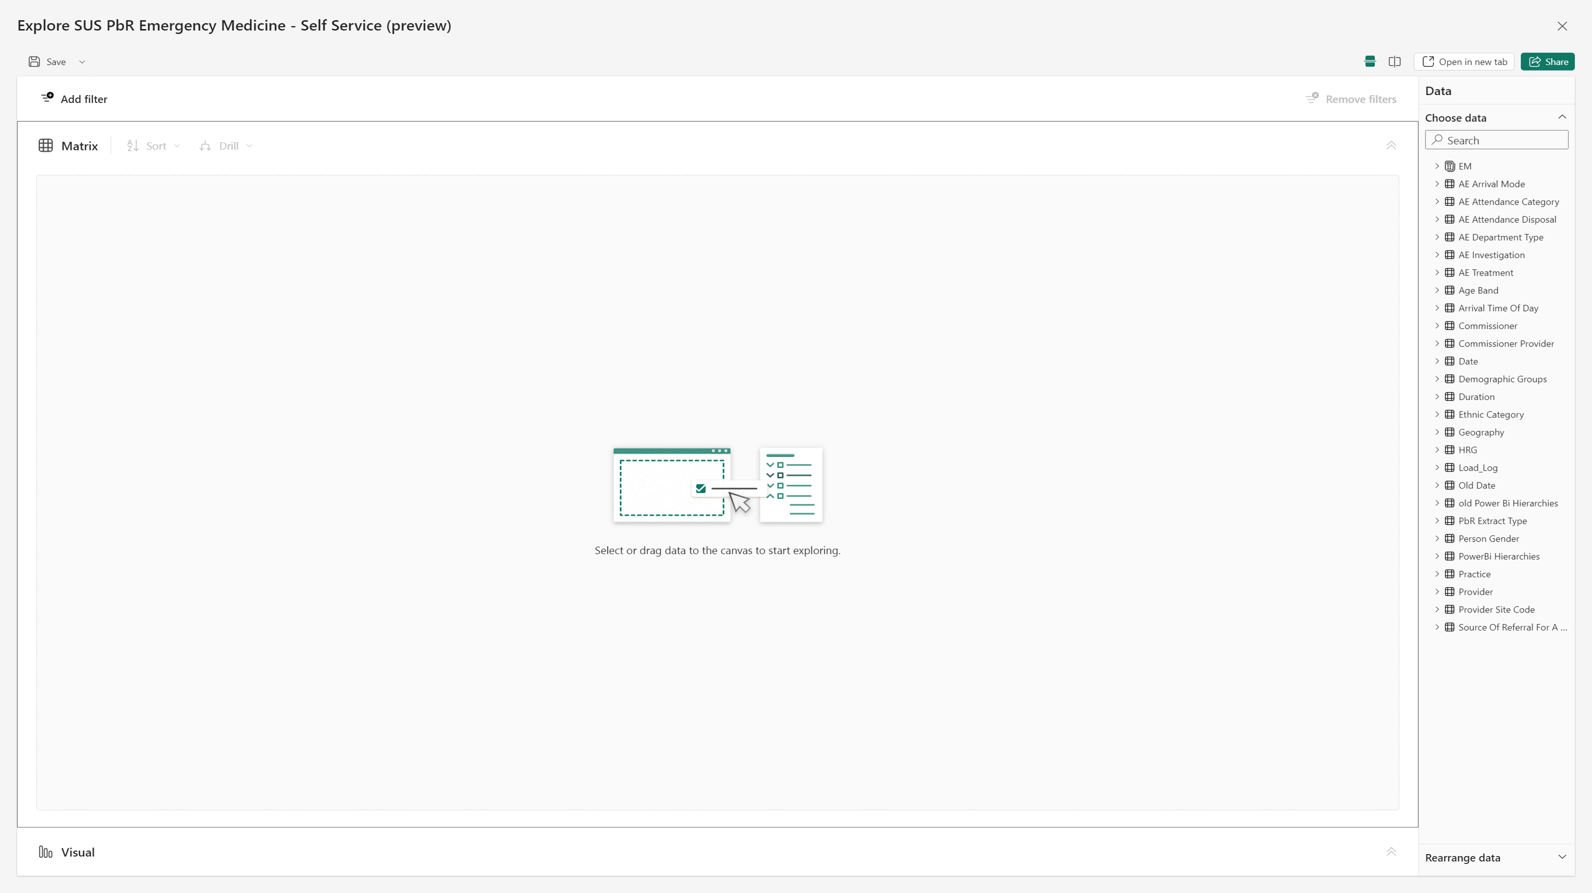 Explore SUS PbR Emergency Medicine - Self Service (preview)
Save
Open in new tab
Share
Add filter
Remove filters
Matrix
Sort
Drill
Select or drag data to the canvas to start exploring.
Visual
Data
Choose data
Search
EM
AE Arrival Mode
AE Attendance Category
AE Attendance Disposal
AE Department Type
AE Investigation
AE Treatment
Age Band
Arrival Time Of Day
Commissioner
Commissioner Provider
Date
Demographic Groups
Duration
Ethnic Category
Geography
HRG
Load_Log
Old Date
old Power Bi Hierarchies
PbR Extract Type
Person Gender
PowerBi Hierarchies
Practice
Provider
Provider Site Code
Source Of Referral For A ...
Rearrange data